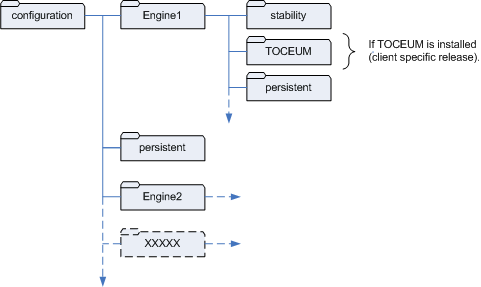 configuration
Engine1
stability
TOCEUM
If TOCEUM is installed
(client specific release).
persistent
persistent
Engine2
XXXXX